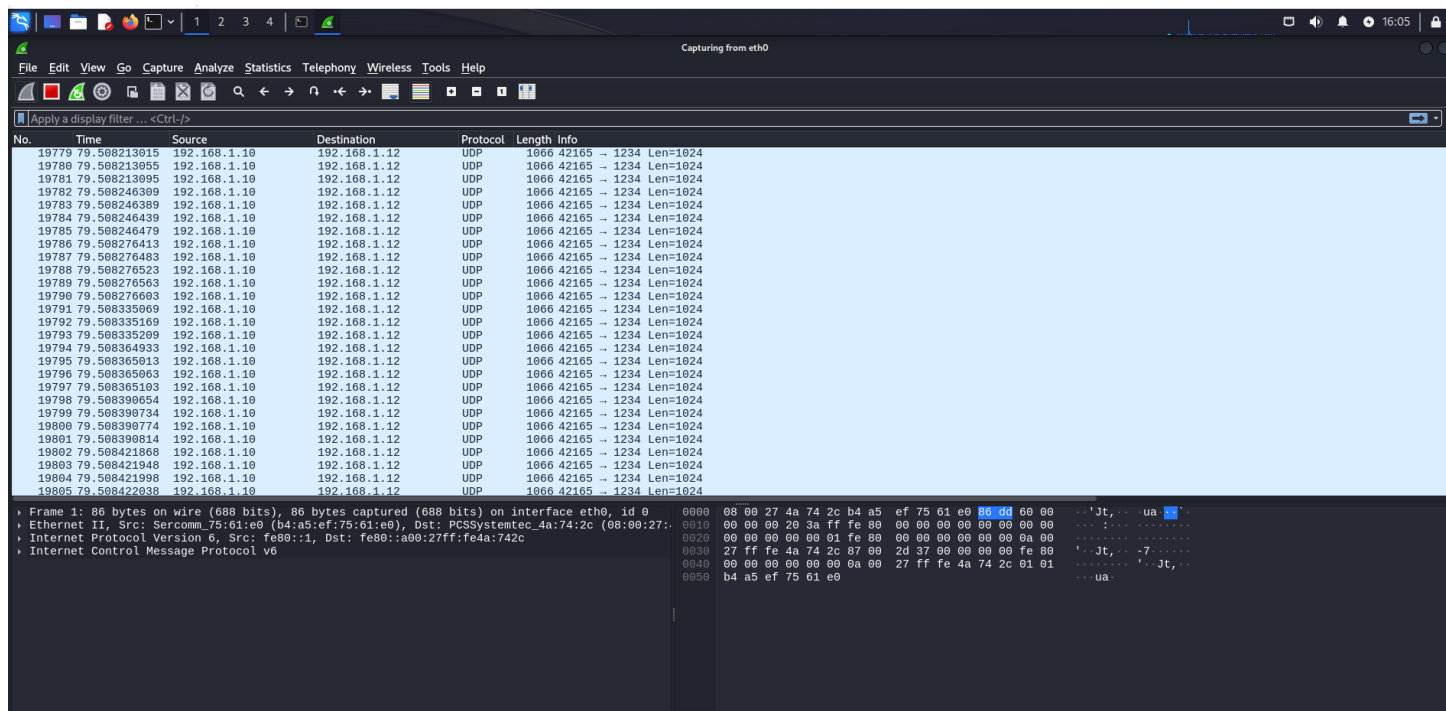 1 2 3 4 16:05
Capturing from eth0
File Edit View Go Capture Analyze Statistics Telephony Wireless Tools Help
Apply a display filter ... <Ctrl-/>
No. Time Source Destination Protocol Length Info
19779 79.508213015 192.168.1.10 192.168.1.12 UDP 1066 42165 → 1234 Len=1024
19780 79.508213055 192.168.1.10 192.168.1.12 UDP 1066 42165 → 1234 Len=1024
19781 79.508213095 192.168.1.10 192.168.1.12 UDP 1066 42165 → 1234 Len=1024
19782 79.508246309 192.168.1.10 192.168.1.12 UDP 1066 42165 → 1234 Len=1024
19783 79.508246389 192.168.1.10 192.168.1.12 UDP 1066 42165 → 1234 Len=1024
19784 79.508246439 192.168.1.10 192.168.1.12 UDP 1066 42165 → 1234 Len=1024
19785 79.508246479 192.168.1.10 192.168.1.12 UDP 1066 42165 → 1234 Len=1024
19786 79.508276413 192.168.1.10 192.168.1.12 UDP 1066 42165 → 1234 Len=1024
19787 79.508276483 192.168.1.10 192.168.1.12 UDP 1066 42165 → 1234 Len=1024
19788 79.508276523 192.168.1.10 192.168.1.12 UDP 1066 42165 → 1234 Len=1024
19789 79.508276563 192.168.1.10 192.168.1.12 UDP 1066 42165 → 1234 Len=1024
19790 79.508276603 192.168.1.10 192.168.1.12 UDP 1066 42165 → 1234 Len=1024
19791 79.508335069 192.168.1.10 192.168.1.12 UDP 1066 42165 → 1234 Len=1024
19792 79.508335169 192.168.1.10 192.168.1.12 UDP 1066 42165 → 1234 Len=1024
19793 79.508335209 192.168.1.10 192.168.1.12 UDP 1066 42165 → 1234 Len=1024
19794 79.508364933 192.168.1.10 192.168.1.12 UDP 1066 42165 → 1234 Len=1024
19795 79.508365013 192.168.1.10 192.168.1.12 UDP 1066 42165 → 1234 Len=1024
19796 79.508365063 192.168.1.10 192.168.1.12 UDP 1066 42165 → 1234 Len=1024
19797 79.508365103 192.168.1.10 192.168.1.12 UDP 1066 42165 → 1234 Len=1024
19798 79.508390654 192.168.1.10 192.168.1.12 UDP 1066 42165 → 1234 Len=1024
19799 79.508390734 192.168.1.10 192.168.1.12 UDP 1066 42165 → 1234 Len=1024
19800 79.508390774 192.168.1.10 192.168.1.12 UDP 1066 42165 → 1234 Len=1024
19801 79.508390814 192.168.1.10 192.168.1.12 UDP 1066 42165 → 1234 Len=1024
19802 79.508421868 192.168.1.10 192.168.1.12 UDP 1066 42165 → 1234 Len=1024
19803 79.508421948 192.168.1.10 192.168.1.12 UDP 1066 42165 → 1234 Len=1024
19804 79.508421998 192.168.1.10 192.168.1.12 UDP 1066 42165 → 1234 Len=1024
19805 79.508422038 192.168.1.10 192.168.1.12 UDP 1066 42165 → 1234 Len=1024
Frame 1: 86 bytes on wire (688 bits), 86 bytes captured (688 bits) on interface eth0, id 0
Ethernet II, Src: Sercomm_75:61:e0 (b4:a5:ef:75:61:e0), Dst: PCSSystemtec_4a:74:2c (08:00:27:
Internet Protocol Version 6, Src: fe80::1, Dst: fe80::a00:27ff:fe4a:742c
Internet Control Message Protocol v6
0000 08 00 27 4a 74 2c b4 a5 ef 75 61 e0 86 dd 60 00 ··'Jt,·· ·ua···`·
0010 00 00 00 20 3a ff fe 80 00 00 00 00 00 00 00 00 ··· :··· ········
0020 00 00 00 00 00 01 fe 80 00 00 00 00 00 00 0a 00 ········ ········
0030 27 ff fe 4a 74 2c 87 00 2d 37 00 00 00 00 fe 80 '··Jt,·· -7······
0040 00 00 00 00 00 00 0a 00 27 ff fe 4a 74 2c 01 01 ········ '··Jt,··
0050 b4 a5 ef 75 61 e0 ···ua·